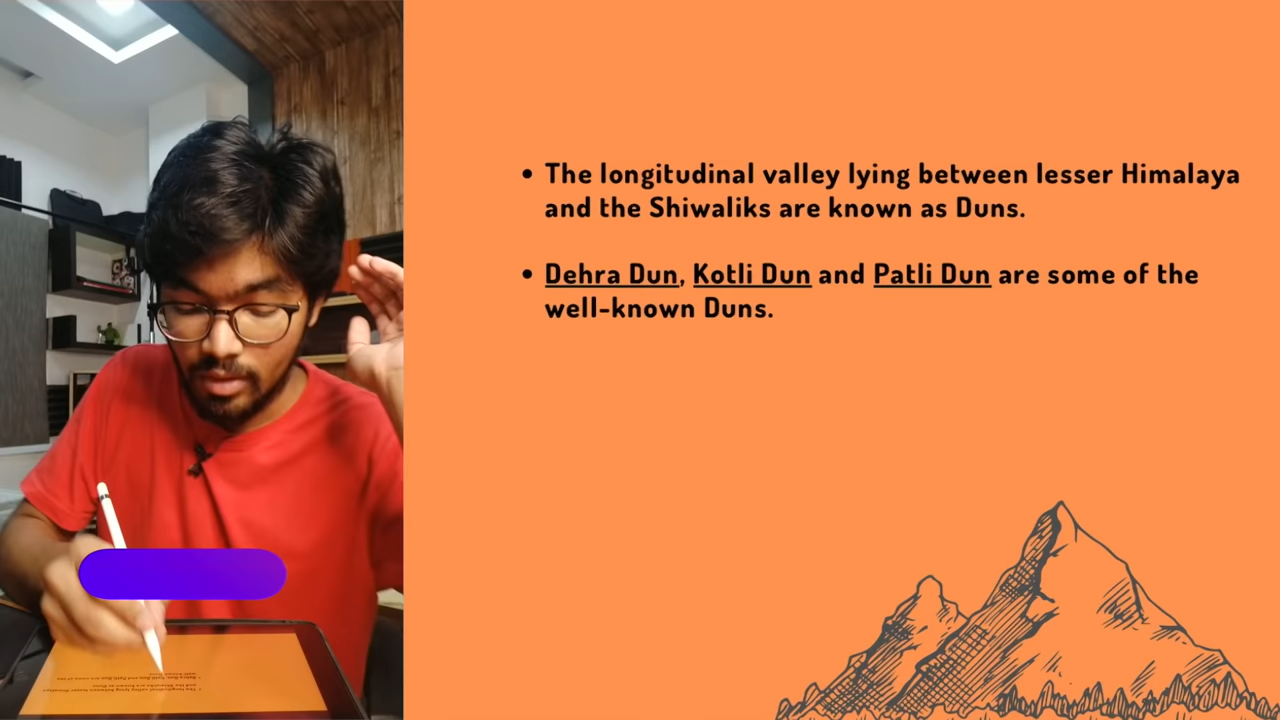 • The longitudinal valley lying between lesser Himalaya
and the Shiwaliks are known as Duns.
• Dehra Dun, Kotli Dun and Patli Dun are some of the
well-known Duns.